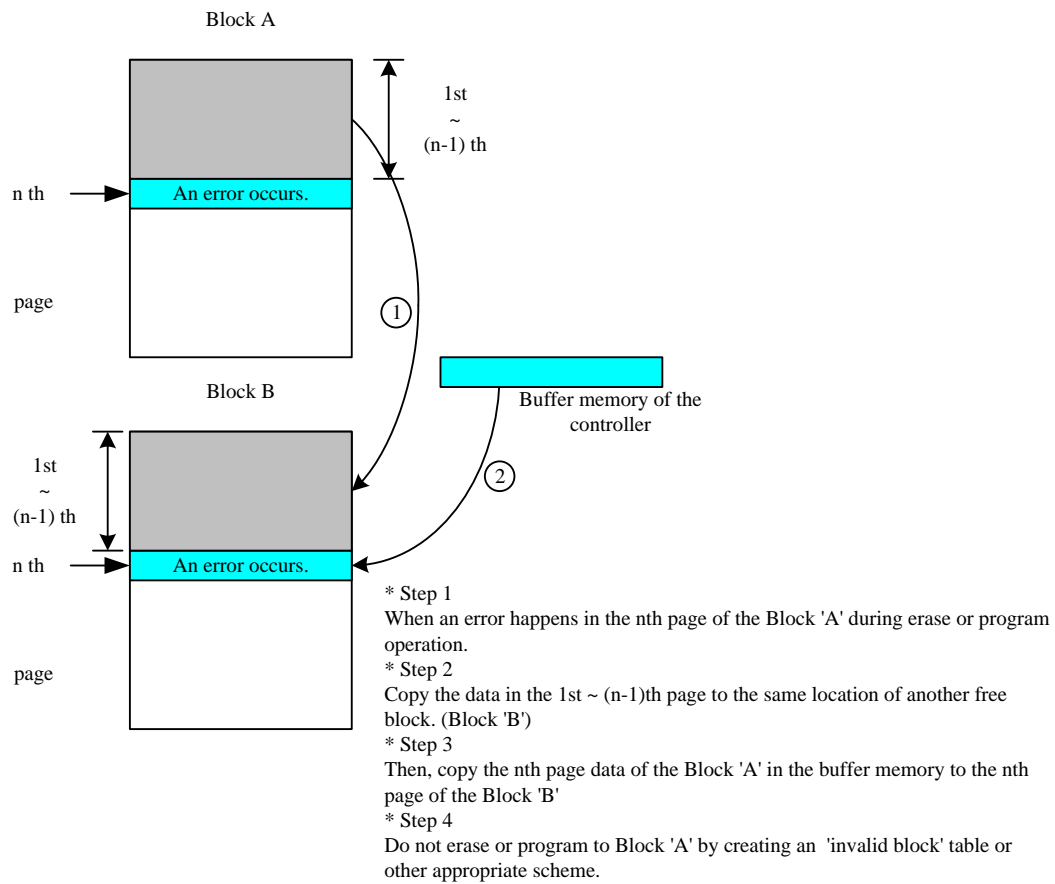 Block A
1st
~
(n-1) th
n th
An error occurs.
page
1
Block B
Buffer memory of the
controller
1st
~
(n-1) th
2
n th
An error occurs.
page
* Step 1
When an error happens in the nth page of the Block 'A' during erase or program
operation.
* Step 2
Copy the data in the 1st ~ (n-1)th page to the same location of another free
block. (Block 'B')
* Step 3
Then, copy the nth page data of the Block 'A' in the buffer memory to the nth
page of the Block 'B'
* Step 4
Do not erase or program to Block 'A' by creating an 'invalid block' table or
other appropriate scheme.